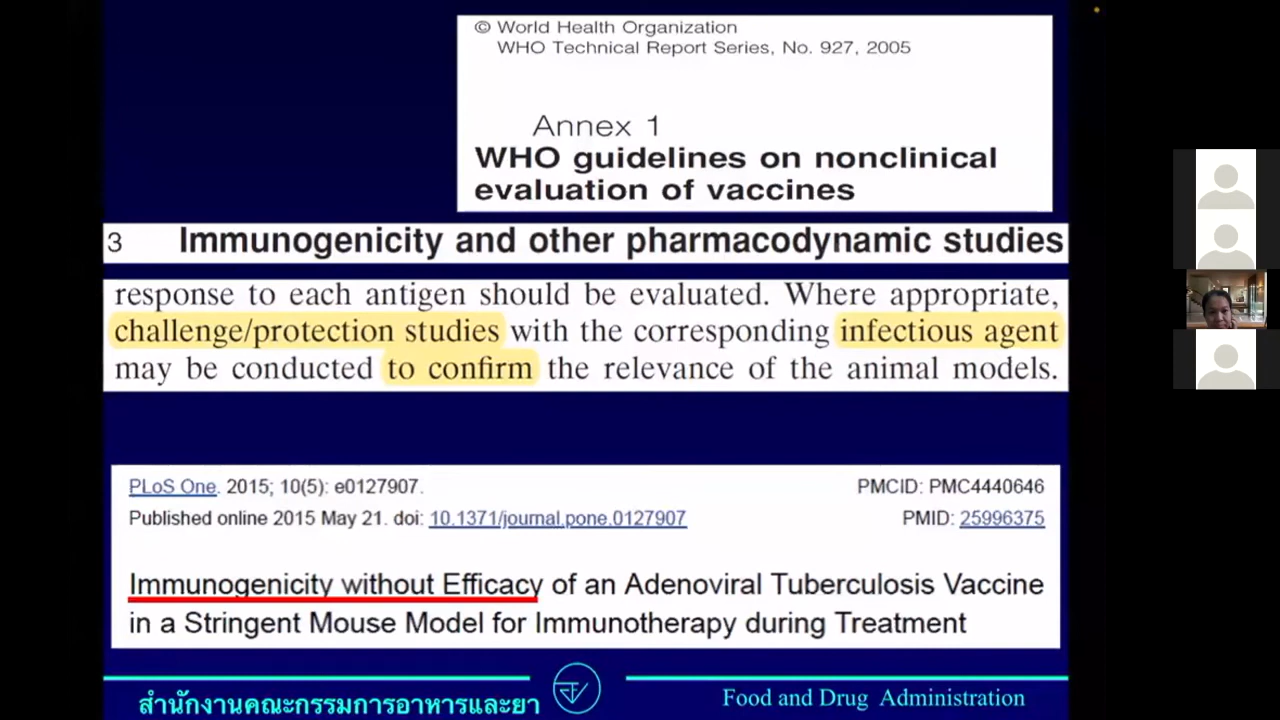 © World Health Organization
WHO Technical Report Series, No. 927, 2005
Annex 1
WHO guidelines on nonclinical
evaluation of vaccines
3 Immunogenicity and other pharmacodynamic studies
response to each antigen should be evaluated. Where appropriate,
challenge/protection studies with the corresponding infectious agent
may be conducted to confirm the relevance of the animal models.
PLoS One. 2015; 10(5): e0127907. PMCID: PMC4440646
Published online 2015 May 21. doi: 10.1371/journal.pone.0127907 PMID: 25996375
Immunogenicity without Efficacy of an Adenoviral Tuberculosis Vaccine
in a Stringent Mouse Model for Immunotherapy during Treatment
สำนักงานคณะกรรมการอาหารและยา Food and Drug Administration